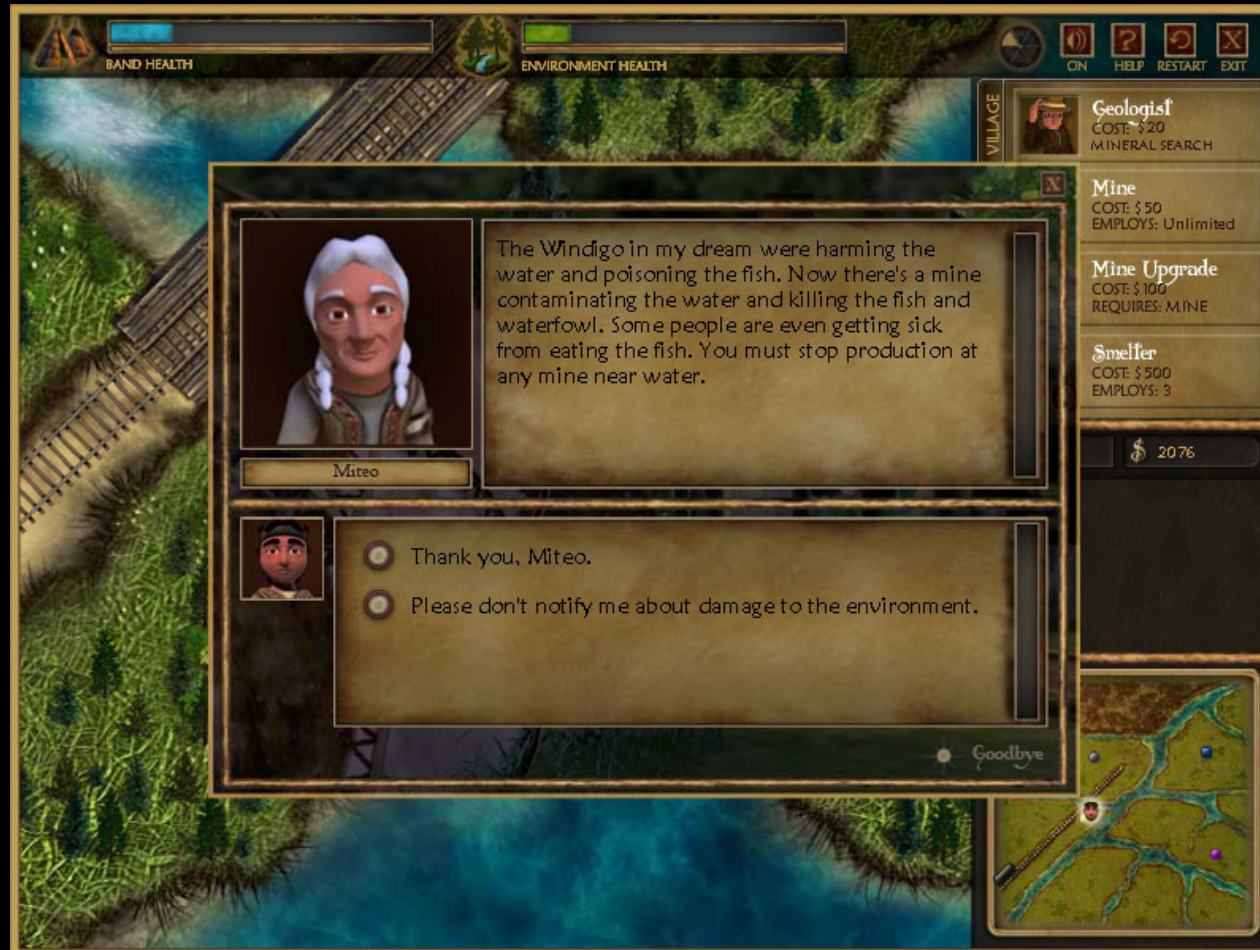 BAND HEALTH
ENVIRONMENT HEALTH
ON
HELP
RESTART
EXIT
VILLAGE
Geologist
COST: $20
MINERAL SEARCH
Mine
COST: $50
EMPLOYS: Unlimited
Mine Upgrade
COST: $100
REQUIRES: MINE
Smelter
COST: $500
EMPLOYS: 3
$ 2076
X
The Windigo in my dream were harming the
water and poisoning the fish. Now there's a mine
contaminating the water and killing the fish and
waterfowl. Some people are even getting sick
from eating the fish. You must stop production at
any mine near water.
Miteo
Thank you, Miteo.
Please don't notify me about damage to the environment.
Goodbye